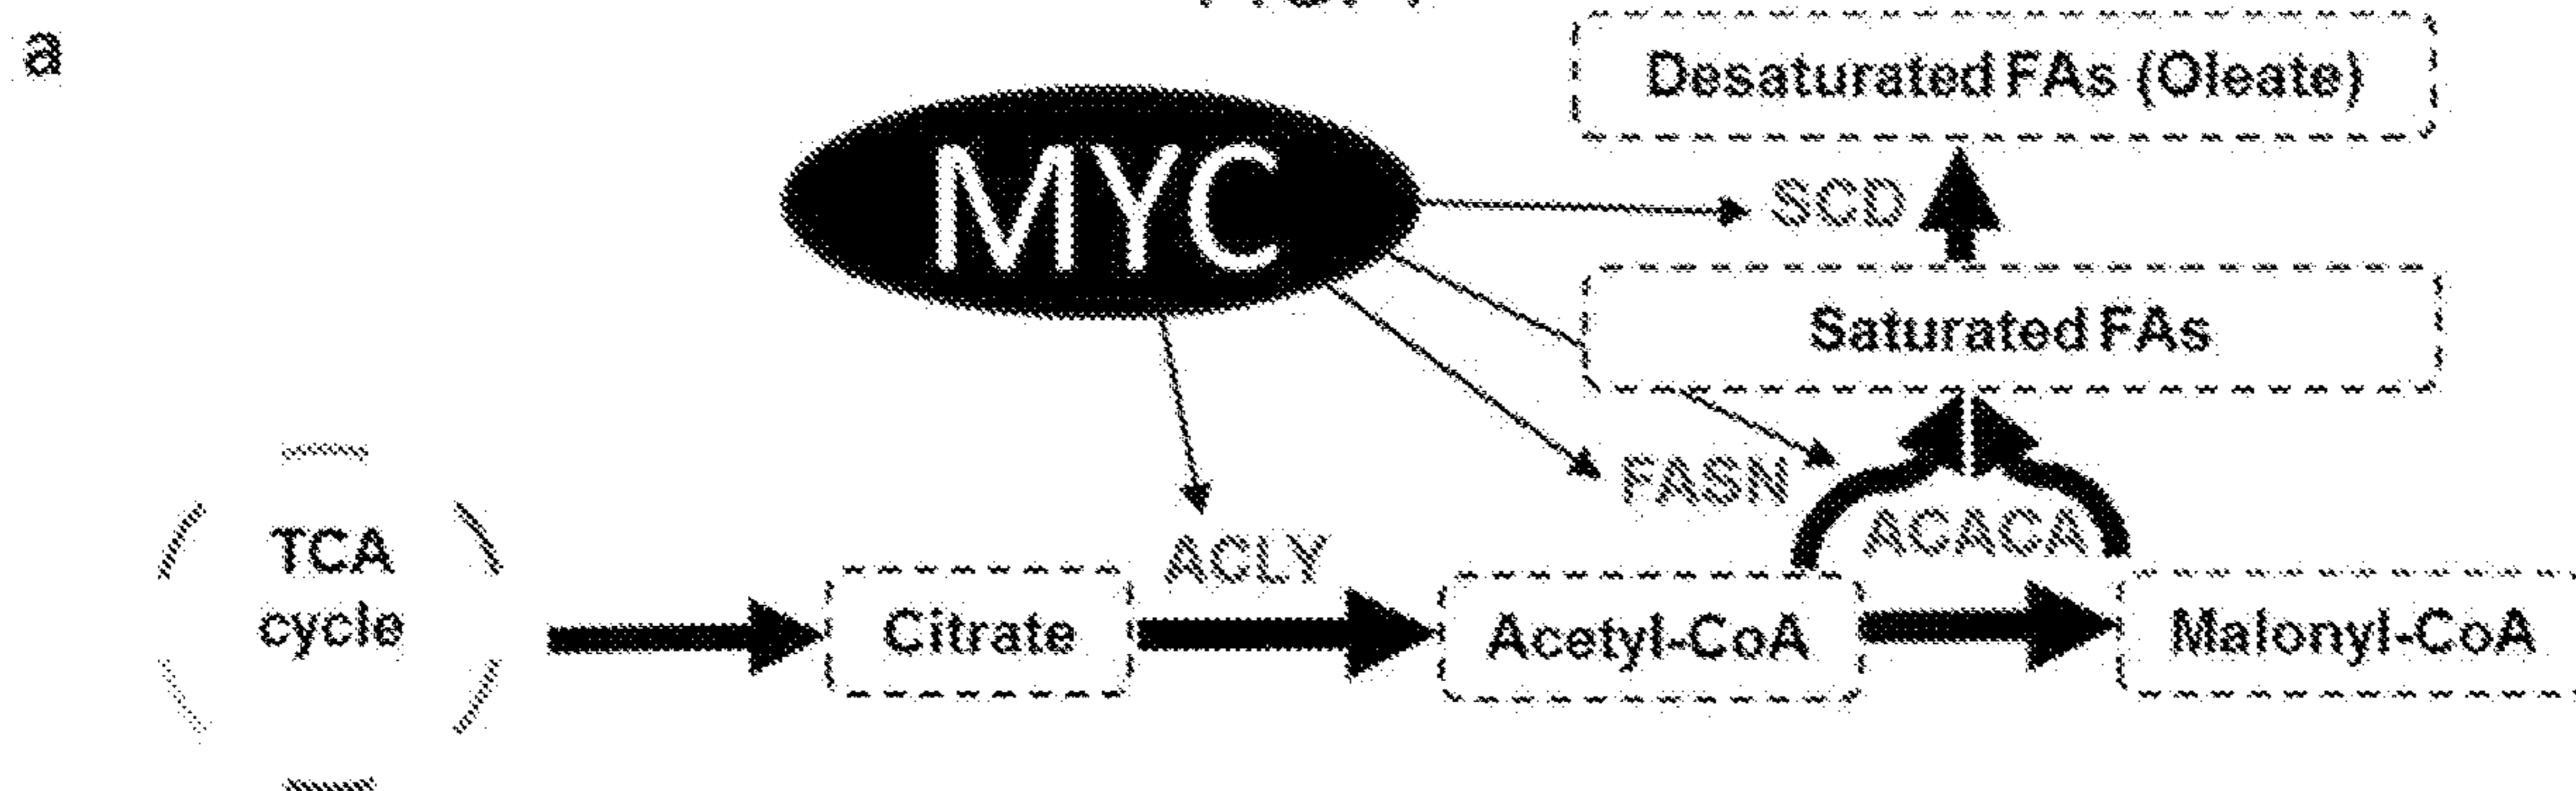 a
Desaturated FAs (Oleate)
MYC
SCD
Saturated FAs
FASN
ACACA
TCA
cycle
ACLY
Citrate
Acetyl-CoA
Malonyl-CoA